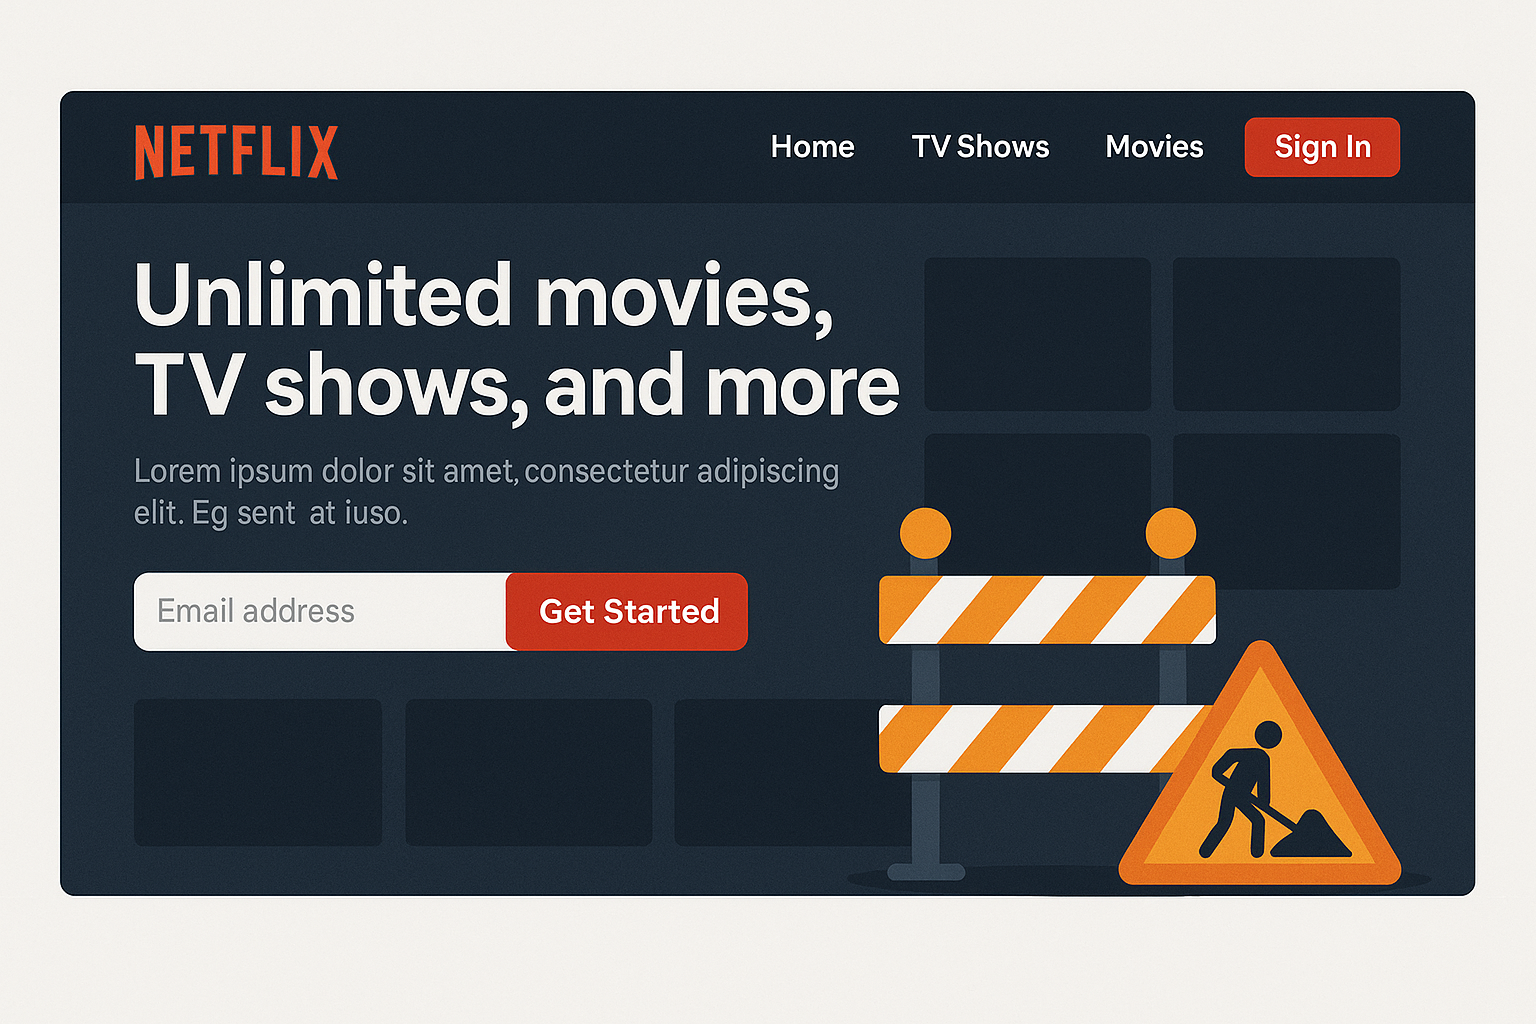 NETFLIX
Home TV Shows Movies Sign In
Unlimited movies,
TV shows, and more
Lorem ipsum dolor sit amet, consectetur adipiscing
elit. Eg sent at iuso.
Email address Get Started